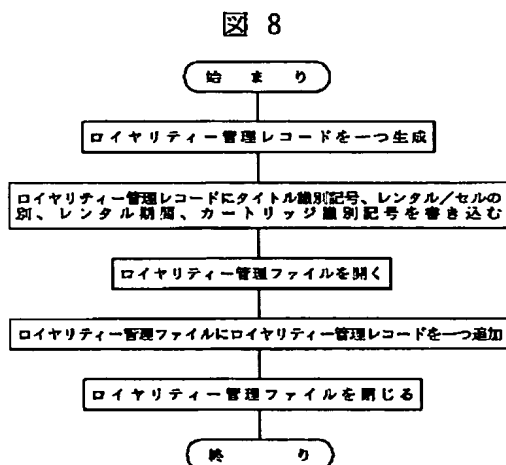 図 8
始まり
ロイヤリティー管理レコードを一つ生成
ロイヤリティー管理レコードにタイトル識別記号、レンタル/セルの
別、レンタル期間、カートリッジ識別記号を書き込む
ロイヤリティー管理ファイルを開く
ロイヤリティー管理ファイルにロイヤリティー管理レコードを一つ追加
ロイヤリティー管理ファイルを閉じる
終り